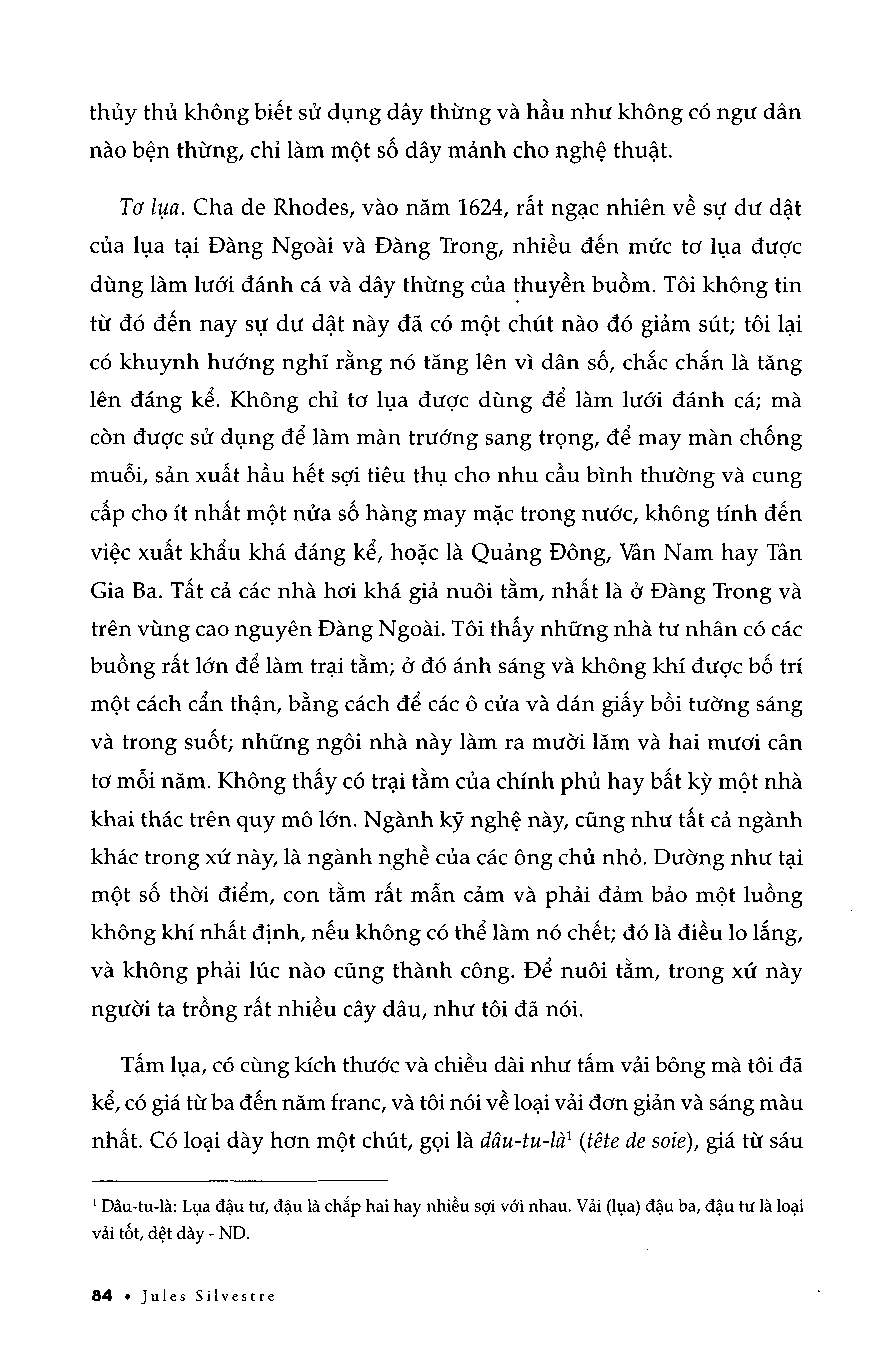 thủy thủ không biết sử dụng dây thừng và hầu như không có ngư dân
nào bện thừng, chỉ làm một số dây mảnh cho nghệ thuật.
Tơ lụa. Cha de Rhodes, vào năm 1624, rất ngạc nhiên về sự dư dật
của lụa tại Đàng Ngoài và Đàng Trong, nhiều đến mức tơ lụa được
dùng làm lưới đánh cá và dây thừng của thuyền buồm. Tôi không tin
từ đó đến nay sự dư dật này đã có một chút nào đó giảm sút; tôi lại
có khuynh hướng nghĩ rằng nó tăng lên vì dân số, chắc chắn là tăng
lên đáng kể. Không chỉ tơ lụa được dùng để làm lưới đánh cá; mà
còn được sử dụng để làm màn trướng sang trọng, để may màn chống
muỗi, sản xuất hầu hết sợi tiêu thụ cho nhu cầu bình thường và cung
cấp cho ít nhất một nửa số hàng may mặc trong nước, không tính đến
việc xuất khẩu khá đáng kể, hoặc là Quảng Đông, Vân Nam hay Tân
Gia Ba. Tất cả các nhà hơi khá giả nuôi tằm, nhất là ở Đàng Trong và
trên vùng cao nguyên Đàng Ngoài. Tôi thấy những nhà tư nhân có các
buồng rất lớn để làm trại tằm; ở đó ánh sáng và không khí được bố trí
một cách cẩn thận, bằng cách để các ô cửa và dán giấy bồi tường sáng
và trong suốt; những ngôi nhà này làm ra mười lăm và hai mươi cân
tơ mỗi năm. Không thấy có trại tằm của chính phủ hay bất kỳ một nhà
khai thác trên quy mô lớn. Ngành kỹ nghệ này, cũng như tất cả ngành
khác trong xứ này, là ngành nghề của các ông chủ nhỏ. Dường như tại
một số thời điểm, con tằm rất mẫn cảm và phải đảm bảo một luồng
không khí nhất định, nếu không có thể làm nó chết; đó là điều lo lắng,
và không phải lúc nào cũng thành công. Để nuôi tằm, trong xứ này
người ta trồng rất nhiều cây dâu, như tôi đã nói.
Tấm lụa, có cùng kích thước và chiều dài như tấm vải bông mà tôi đã
kể, có giá từ ba đến năm franc, và tôi nói về loại vải đơn giản và sáng màu
nhất. Có loại dày hơn một chút, gọi là dâu-tu-là¹ (tête de soie), giá từ sáu
¹ Dâu-tu-là: Lụa đậu tư, đậu là chắp hai hay nhiều sợi với nhau. Vải (lụa) đậu ba, đậu tư là loại
vải tốt, dệt dày - ND.
84 • Jules Silvestre